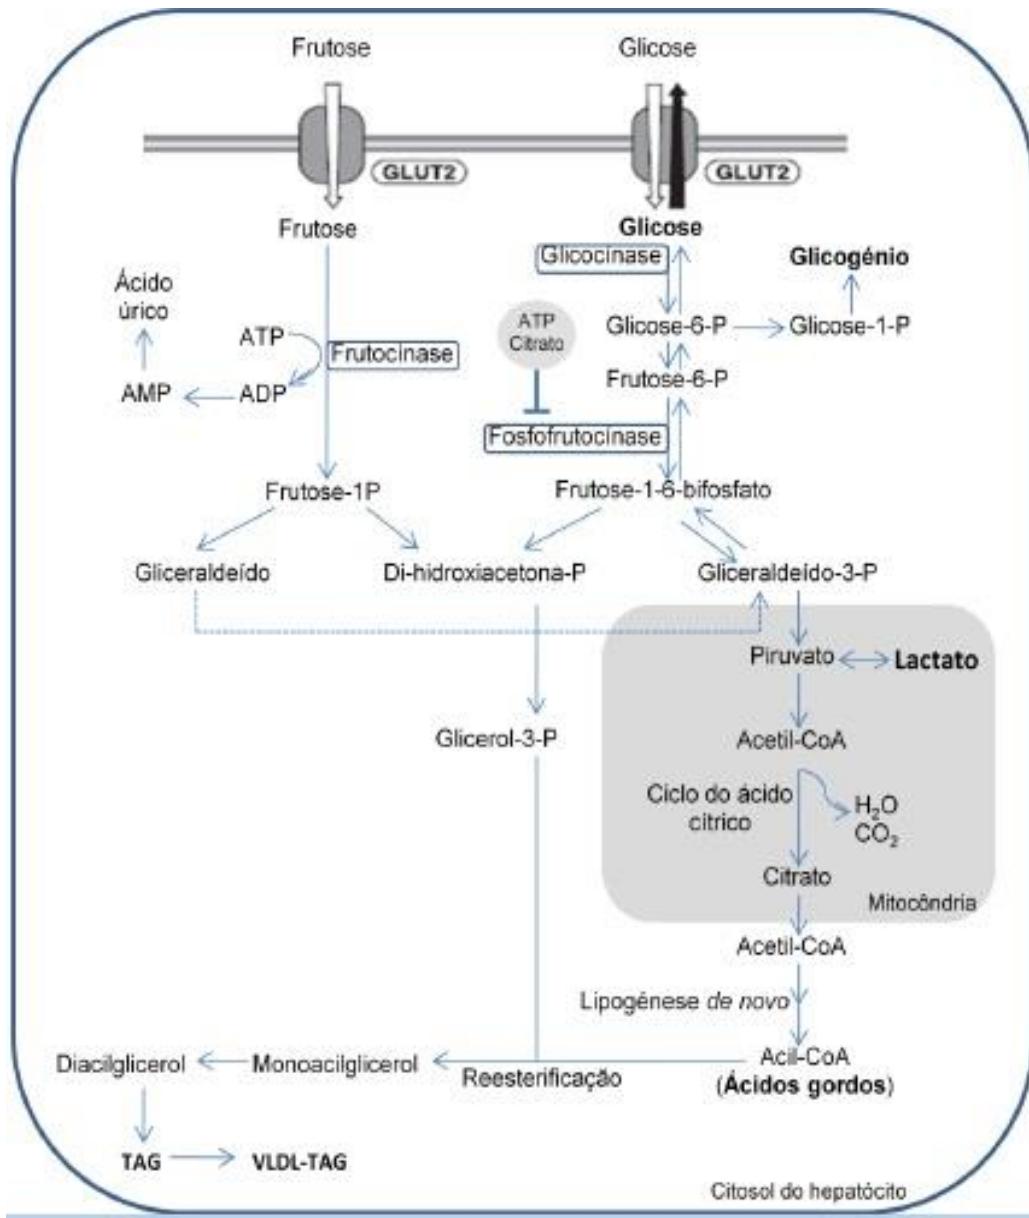 Frutose
Glicose
GLUT2
GLUT2
Frutose
Glicose
Glicocinase
Glicogénio
Ácido
úrico
ATP
Citrato
ATP
Frutocinase
Glicose-6-P
Glicose-1-P
AMP
ADP
Frutose-6-P
Fosfofrutocinase
Frutose-1P
Frutose-1-6-bifosfato
Gliceraldeído
Di-hidroxiacetona-P
Gliceraldeído-3-P
Piruvato
Lactato
Glicerol-3-P
Acetil-CoA
Ciclo do ácido
cítrico
H2O
CO2
Citrato
Mitocôndria
Acetil-CoA
Lipogénese de novo
Diacilglicerol
Monoacilglicerol
Reesterificação
Acil-CoA
(Ácidos gordos)
TAG
VLDL-TAG
Citosol do hepatócito